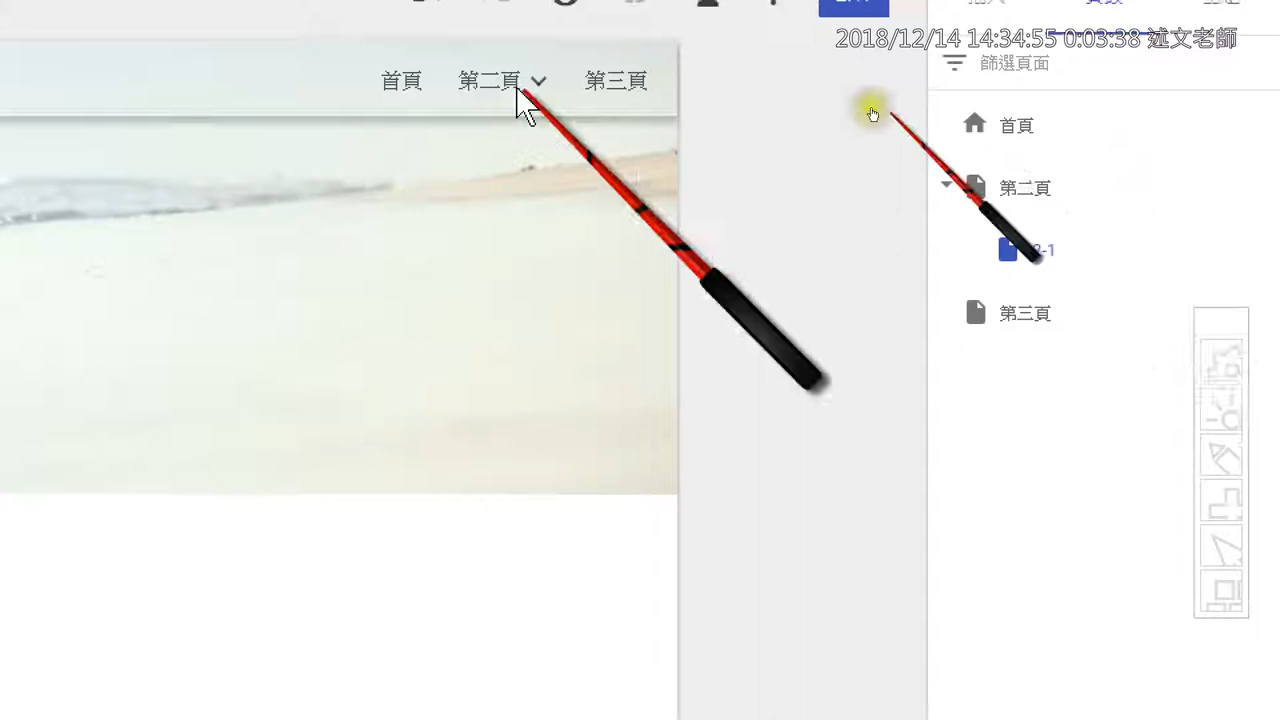 2018/12/14 14:34:55 0:03:38 述文老師
首頁 第二頁 第三頁
篩選頁面
首頁
第二頁
-1
第三頁